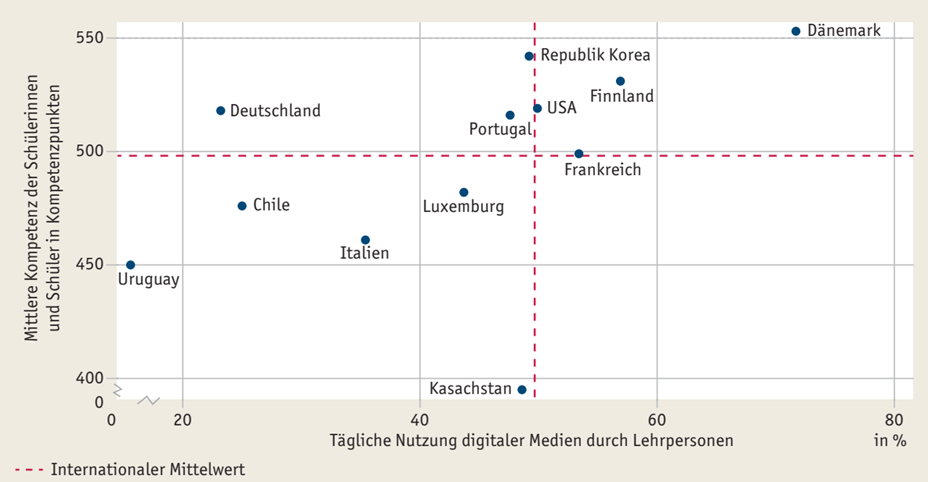 Mittlere Kompetenz der Schülerinnen
und Schüler in Kompetenzpunkten
550
500
450
400
0
Dänemark
Republik Korea
Finnland
USA
Deutschland
Portugal
Frankreich
Chile
Luxemburg
Italien
Uruguay
Kasachstan
0 20 40 60 80
Tägliche Nutzung digitaler Medien durch Lehrpersonen in %
Internationaler Mittelwert